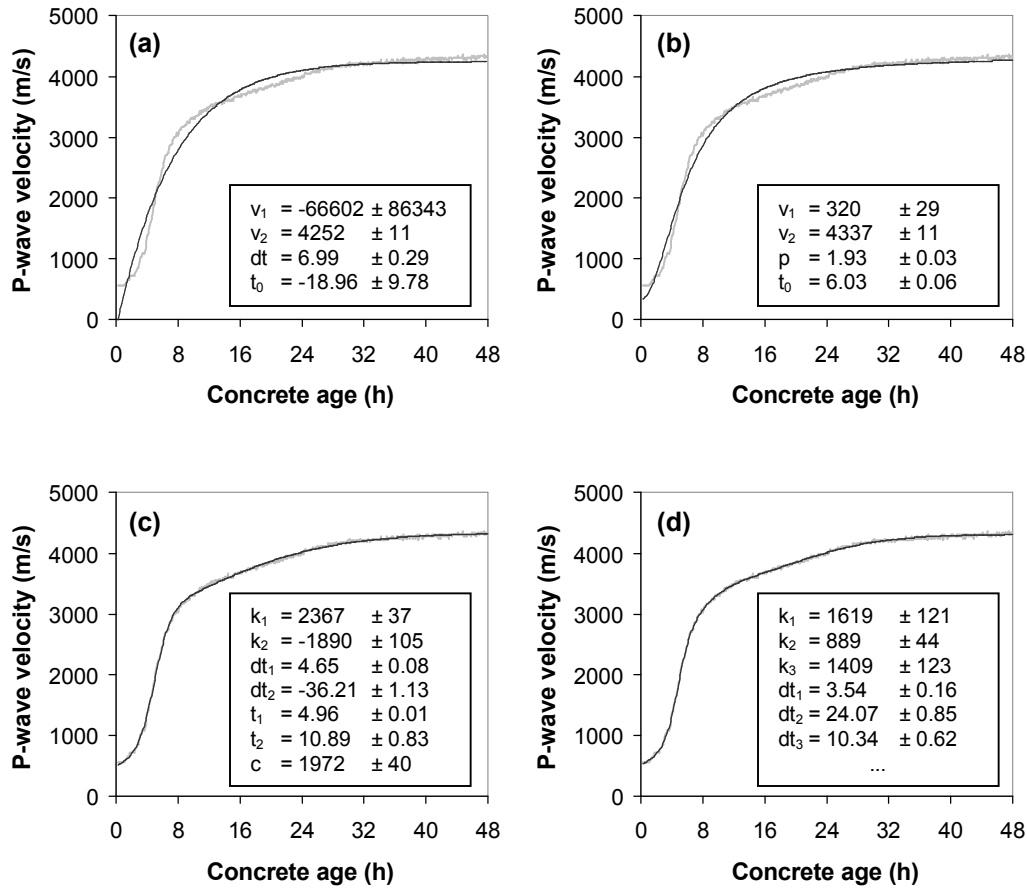 (a)
P-wave velocity (m/s)
5000
4000
3000
2000
1000
0
v₁ = -66602 ± 86343
v₂ = 4252 ± 11
dt = 6.99 ± 0.29
t₀ = -18.96 ± 9.78
0 8 16 24 32 40 48
Concrete age (h)
(b)
P-wave velocity (m/s)
5000
4000
3000
2000
1000
0
v₁ = 320 ± 29
v₂ = 4337 ± 11
p = 1.93 ± 0.03
t₀ = 6.03 ± 0.06
0 8 16 24 32 40 48
Concrete age (h)
(c)
P-wave velocity (m/s)
5000
4000
3000
2000
1000
0
k₁ = 2367 ± 37
k₂ = -1890 ± 105
dt₁ = 4.65 ± 0.08
dt₂ = -36.21 ± 1.13
t₁ = 4.96 ± 0.01
t₂ = 10.89 ± 0.83
c = 1972 ± 40
0 8 16 24 32 40 48
Concrete age (h)
(d)
P-wave velocity (m/s)
5000
4000
3000
2000
1000
0
k₁ = 1619 ± 121
k₂ = 889 ± 44
k₃ = 1409 ± 123
dt₁ = 3.54 ± 0.16
dt₂ = 24.07 ± 0.85
dt₃ = 10.34 ± 0.62
...
0 8 16 24 32 40 48
Concrete age (h)